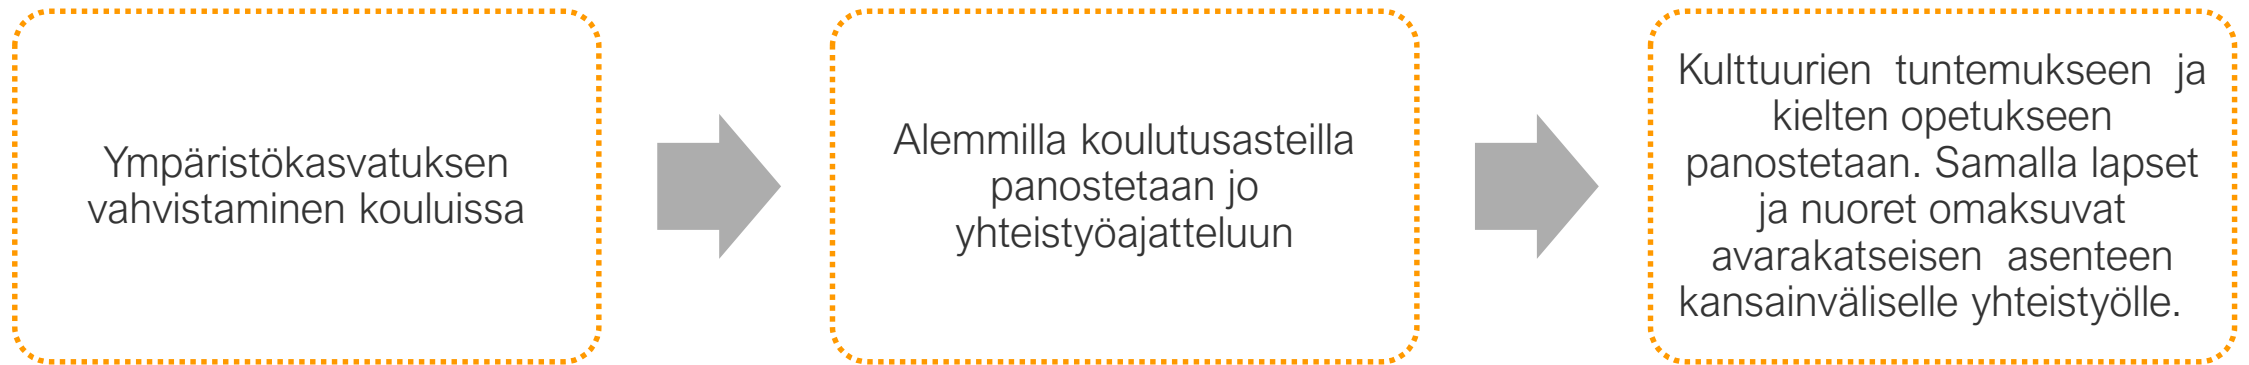 Ympäristökasvatuksen
vahvistaminen kouluissa
Alemmilla koulutusasteilla
panostetaan jo
yhteistyöajatteluun
Kulttuurien tuntemukseen ja
kielten opetukseen
panostetaan. Samalla lapset
ja nuoret omaksuvat
avarakatseisen asenteen
kansainväliselle yhteistyölle.